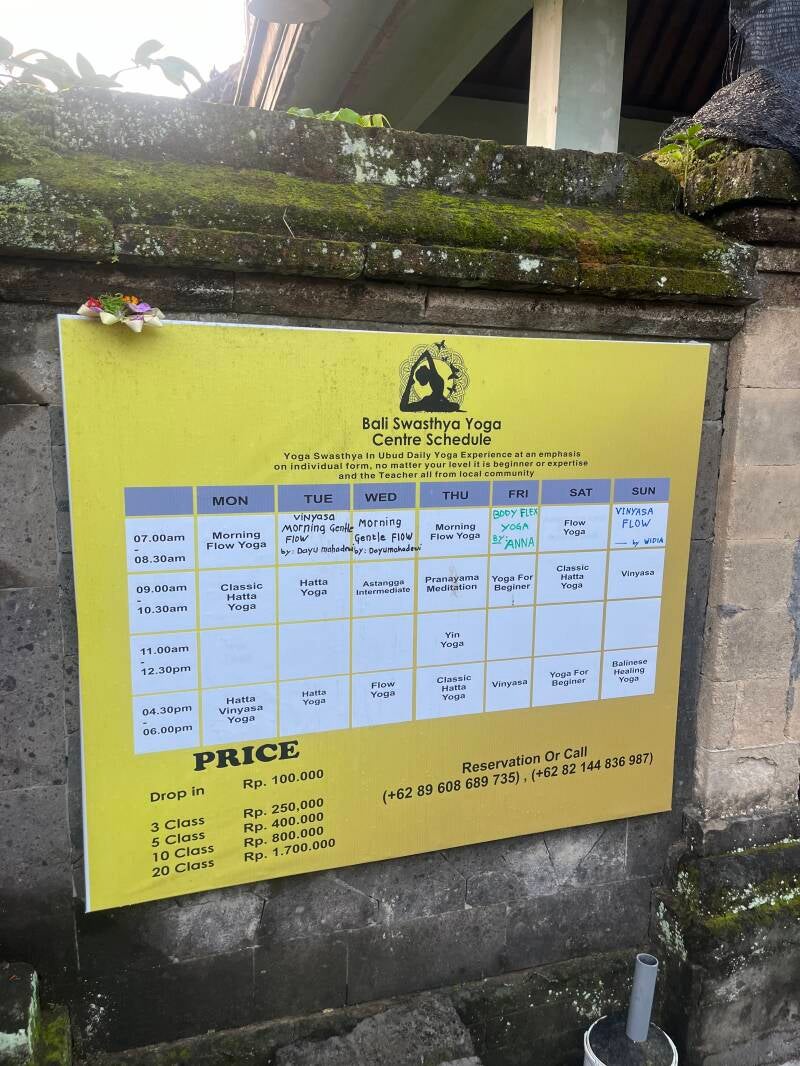 Bali Swasthya Yoga
Centre Schedule
Yoga Swasthya In Ubud Daily Yoga Experience at an emphasis
on individual form, no matter your level it is beginner or expertise
and the Teacher all from local community
MON TUE WED THU FRI SAT SUN
07.00am
-
08.30am
Morning
Flow Yoga
Vinyasa
Morning Gentle
Flow
by: Dayu mahadewi
Morning
Gentle Flow
by: Dayumahadewi
Morning
Flow Yoga
BODY FLEX
YOGA
BY:
ANNA
Flow
Yoga
VINYASA
FLOW
— by WIDIA
09.00am
-
10.30am
Classic
Hatta
Yoga
Hatta
Yoga
Astangga
Intermediate
Pranayama
Meditation
Yoga For
Beginer
Classic
Hatta
Yoga
Vinyasa
11.00am
-
12.30pm
Yin
Yoga
04.30pm
-
06.00pm
Hatta
Vinyasa
Yoga
Hatta
Yoga
Flow
Yoga
Classic
Hatta
Yoga
Vinyasa
Yoga For
Beginer
Balinese
Healing
Yoga
PRICE
Drop in Rp. 100.000
3 Class Rp. 250,000
5 Class Rp. 400.000
10 Class Rp. 800.000
20 Class Rp. 1.700.000
Reservation Or Call
(+62 89 608 689 735) , (+62 82 144 836 987)